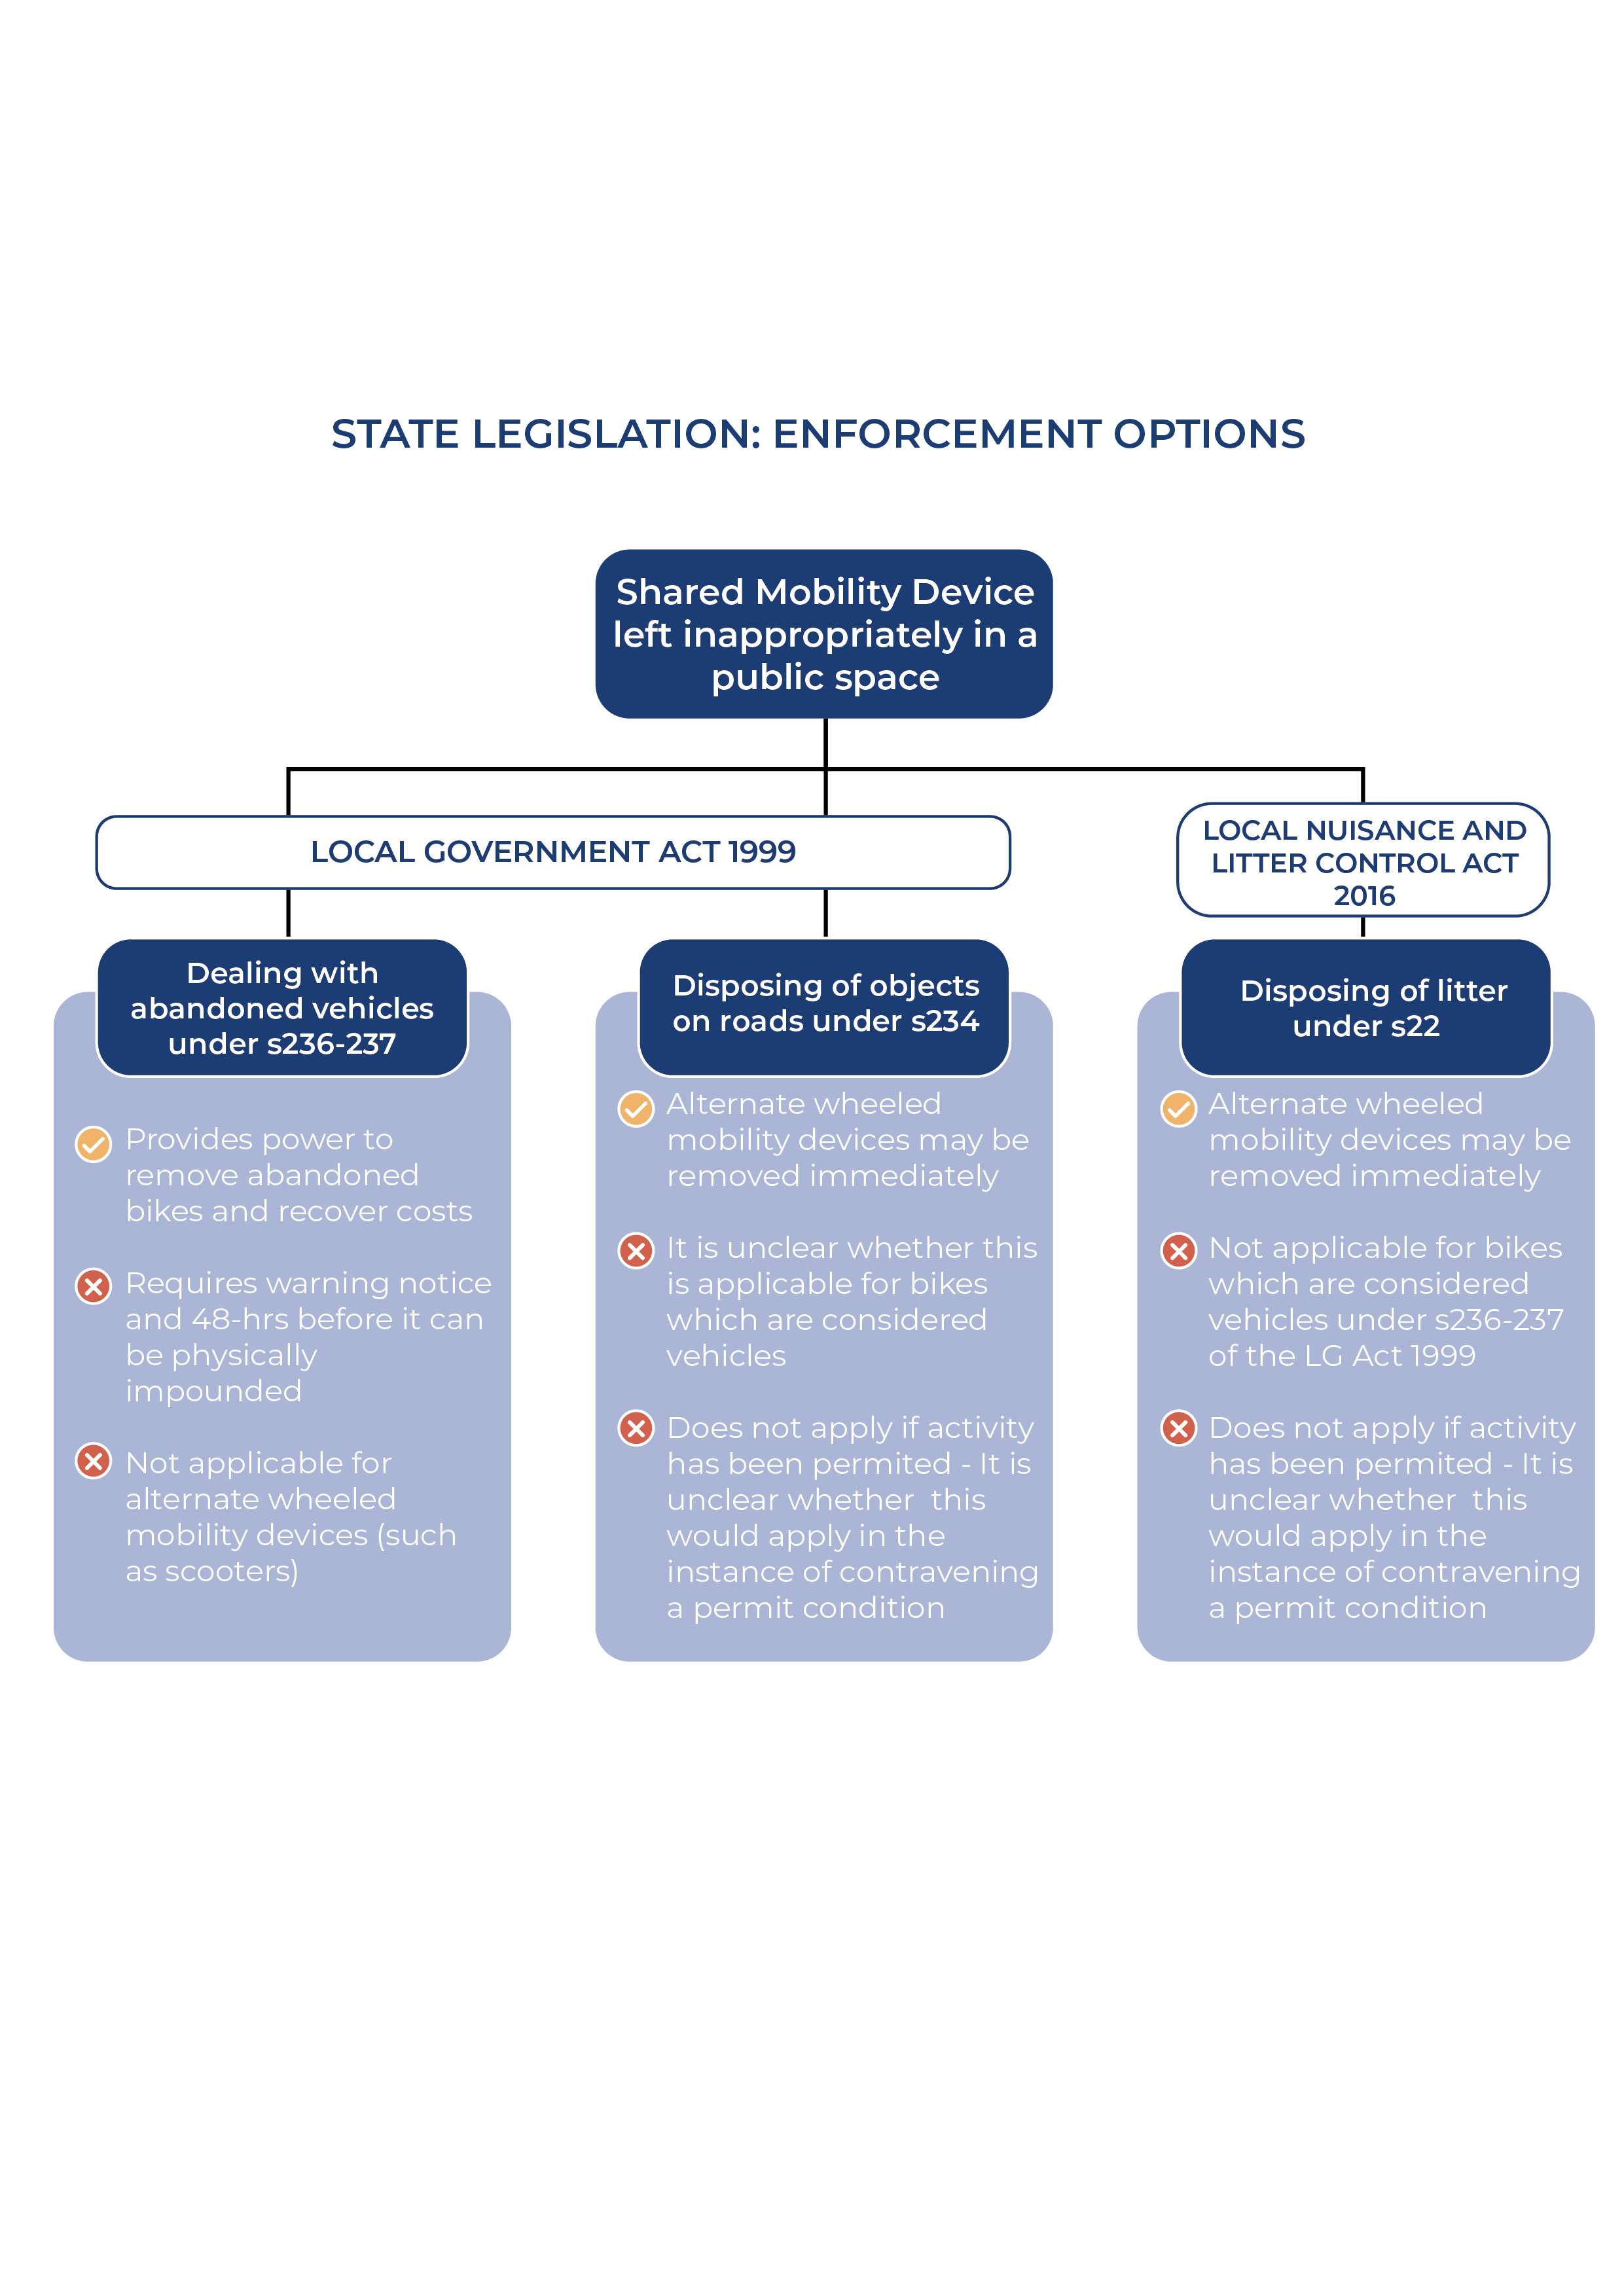 STATE LEGISLATION: ENFORCEMENT OPTIONS
Shared Mobility Device
left inappropriately in a
public space
LOCAL GOVERNMENT ACT 1999
LOCAL NUISANCE AND
LITTER CONTROL ACT
2016
Dealing with
abandoned vehicles
under s236-237
Provides power to
remove abandoned
bikes and recover costs
Requires warning notice
and 48-hrs before it can
be physically
impounded
Not applicable for
alternate wheeled
mobility devices (such
as scooters)
Disposing of objects
on roads under s234
Alternate wheeled
mobility devices may be
removed immediately
It is unclear whether this
is applicable for bikes
which are considered
vehicles
Does not apply if activity
has been permited - It is
unclear whether  this
would apply in the
instance of contravening
a permit condition
Disposing of litter
under s22
Alternate wheeled
mobility devices may be
removed immediately
Not applicable for bikes
which are considered
vehicles under s236-237
of the LG Act 1999
Does not apply if activity
has been permited - It is
unclear whether  this
would apply in the
instance of contravening
a permit condition